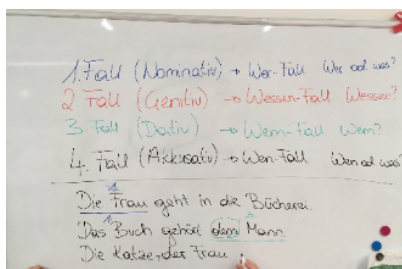 1. Fall (Nominativ) → Wer-Fall Wer od. was?
2. Fall (Genitiv) → Wessen-Fall Wessen?
3. Fall (Dativ) → Wem-Fall Wem?
4. Fall (Akkusativ) → Wen-Fall Wen od. was?
1
Die Frau geht in die Bücherei.
1
Das Buch gehört dem Mann.
Die Katze, der Frau